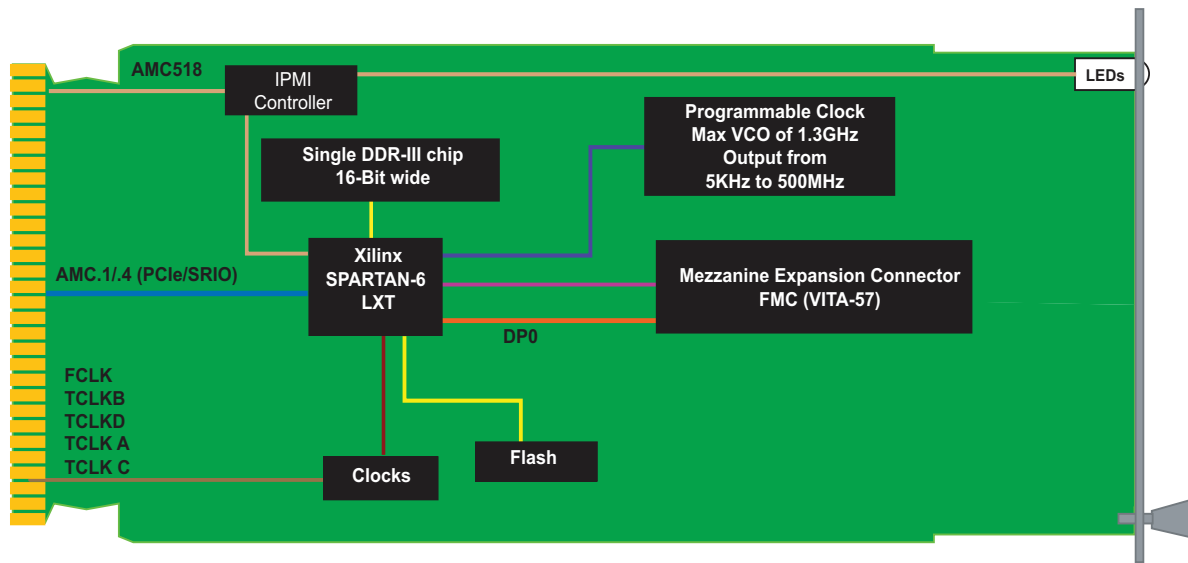 AMC518
IPMI
Controller
LEDs
Programmable Clock
Max VCO of 1.3GHz
Output from
5KHz to 500MHz
Single DDR-III chip
16-Bit wide
Xilinx
SPARTAN-6
LXT
AMC.1/.4 (PCIe/SRIO)
Mezzanine Expansion Connector
FMC (VITA-57)
DP0
FCLK
TCLKB
TCLKD
TCLK A
TCLK C
Clocks
Flash